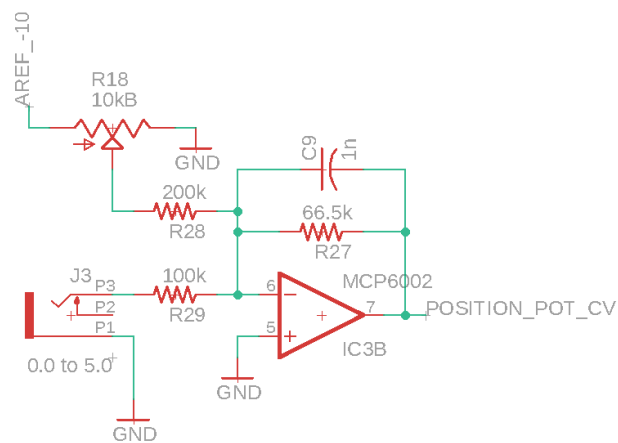 AREF_-10
R18
10kB
GND
C9
1n
200k
R28
66.5k
R27
J3
P3
P2
P1
100k
R29
6
5
7
MCP6002
IC3B
POSITION_POT_CV
0.0 to 5.0
GND
GND